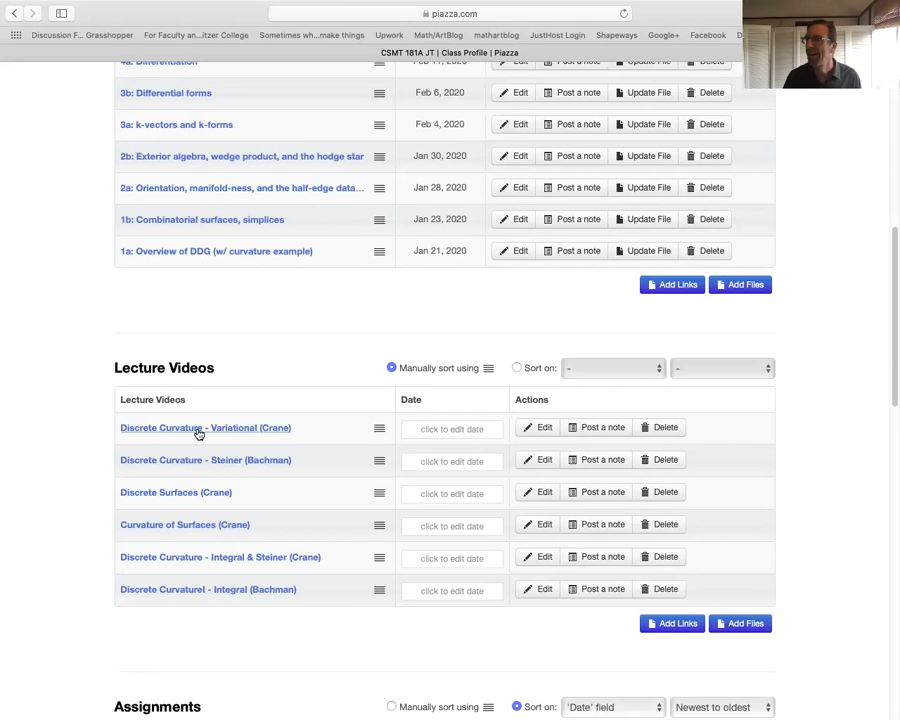 piazza.com
Discussion F... Grasshopper For Faculty an...itzer College Sometimes wh...make things Upwork Math/ArtBlog mathartblog JustHost Login Shapeways Google+ Facebook
CSMT 181A JT | Class Profile | Piazza
4a: Differentiation Feb 11, 2020 Edit Post a note Update File Delete
3b: Differential forms Feb 6, 2020 Edit Post a note Update File Delete
3a: k-vectors and k-forms Feb 4, 2020 Edit Post a note Update File Delete
2b: Exterior algebra, wedge product, and the hodge star Jan 30, 2020 Edit Post a note Update File Delete
2a: Orientation, manifold-ness, and the half-edge data... Jan 28, 2020 Edit Post a note Update File Delete
1b: Combinatorial surfaces, simplices Jan 23, 2020 Edit Post a note Update File Delete
1a: Overview of DDG (w/ curvature example) Jan 21, 2020 Edit Post a note Update File Delete
Add Links Add Files
Lecture Videos Manually sort using Sort on: - -
Lecture Videos Date Actions
Discrete Curvature - Variational (Crane) click to edit date Edit Post a note Delete
Discrete Curvature - Steiner (Bachman) click to edit date Edit Post a note Delete
Discrete Surfaces (Crane) click to edit date Edit Post a note Delete
Curvature of Surfaces (Crane) click to edit date Edit Post a note Delete
Discrete Curvature - Integral & Steiner (Crane) click to edit date Edit Post a note Delete
Discrete Curvaturel - Integral (Bachman) click to edit date Edit Post a note Delete
Add Links Add Files
Assignments Manually sort using Sort on: 'Date' field Newest to oldest